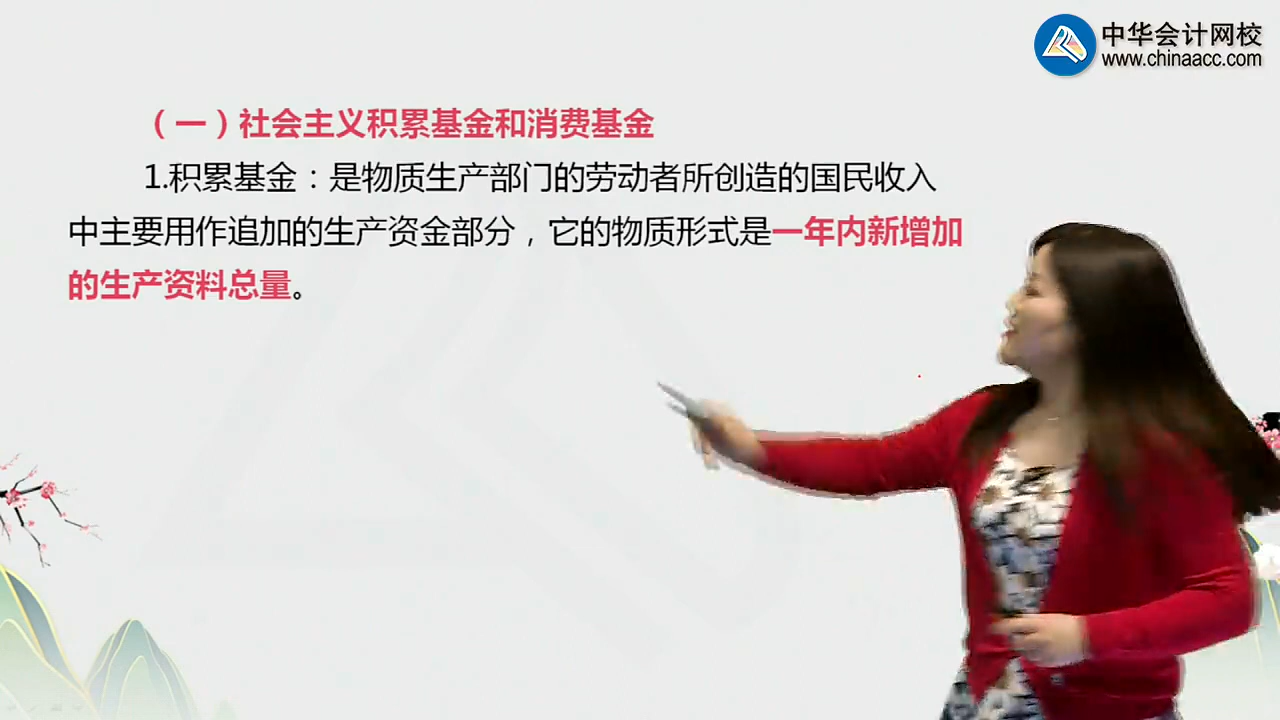 中华会计网校
www.chinaacc.com
（一）社会主义积累基金和消费基金
1.积累基金：是物质生产部门的劳动者所创造的国民收入
中主要用作追加的生产资金部分，它的物质形式是一年内新增加
的生产资料总量。